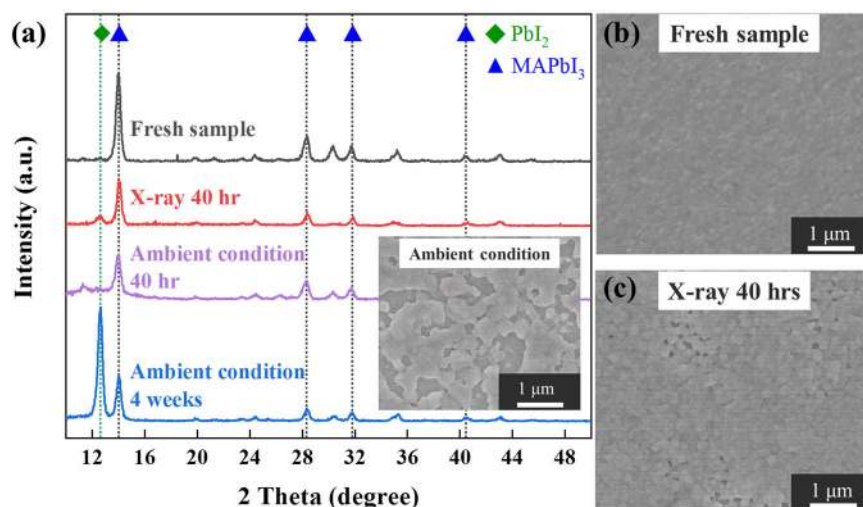 (a)
PbI₂
MAPbI₃
Fresh sample
X-ray 40 hr
Ambient condition
40 hr
Ambient condition
4 weeks
Intensity (a.u.)
12 16 20 24 28 32 36 40 44 48
2 Theta (degree)
Ambient condition
1 μm
(b)
Fresh sample
1 μm
(c)
X-ray 40 hrs
1 μm